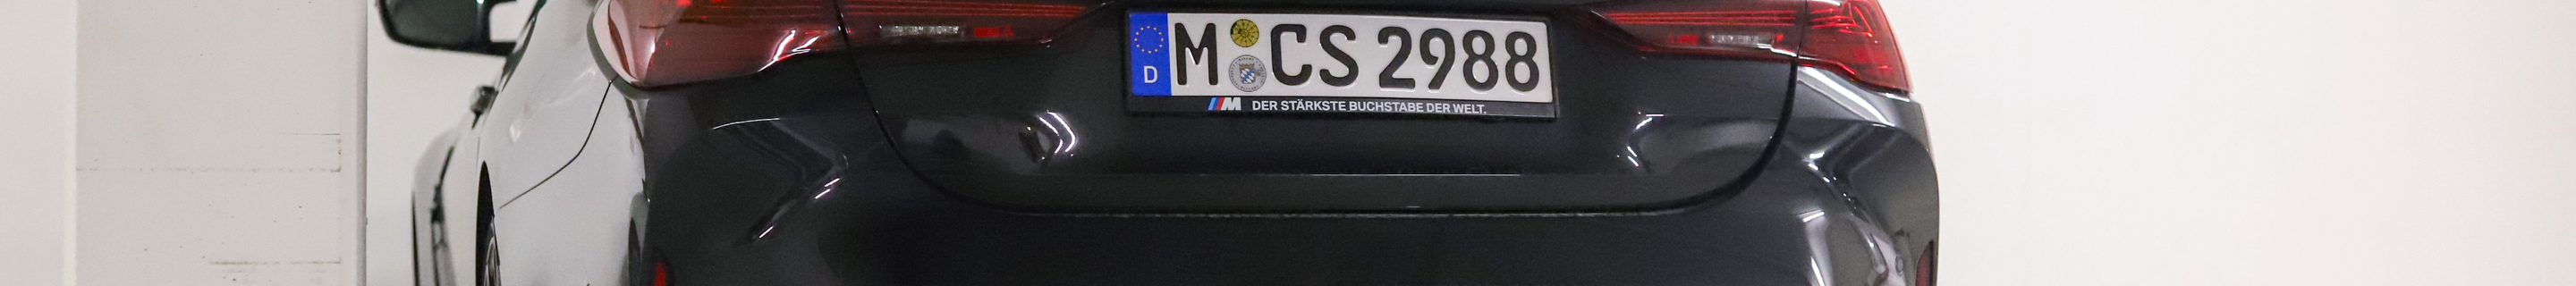 D M CS 2988
M DER STÄRKSTE BUCHSTABE DER WELT.